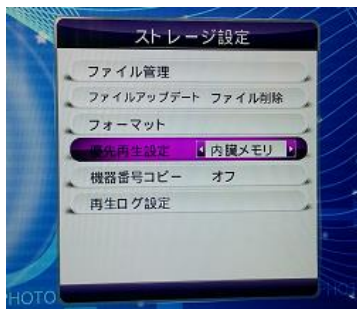 ストレージ設定
ファイル管理
ファイルアップデート ファイル削除
フォーマット
優先再生設定 内臓メモリ
機器番号コピー オフ
再生ログ設定
PHOTO